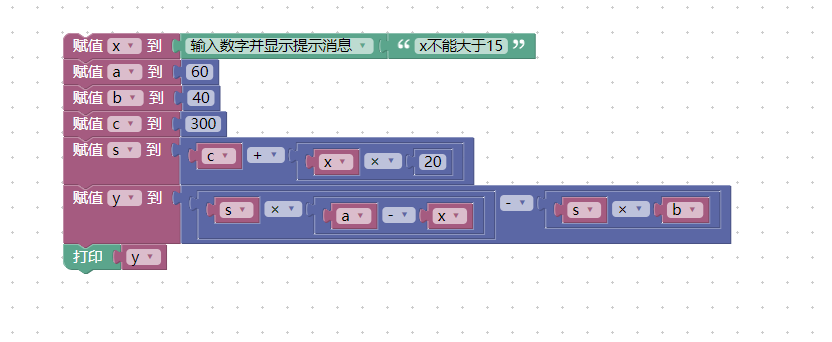 赋值 x 到 输入数字并显示提示消息 “ x不能大于15 ”
赋值 a 到 60
赋值 b 到 40
赋值 c 到 300
赋值 s 到 c + x × 20
赋值 y 到 s × a - x - s × b
打印 y